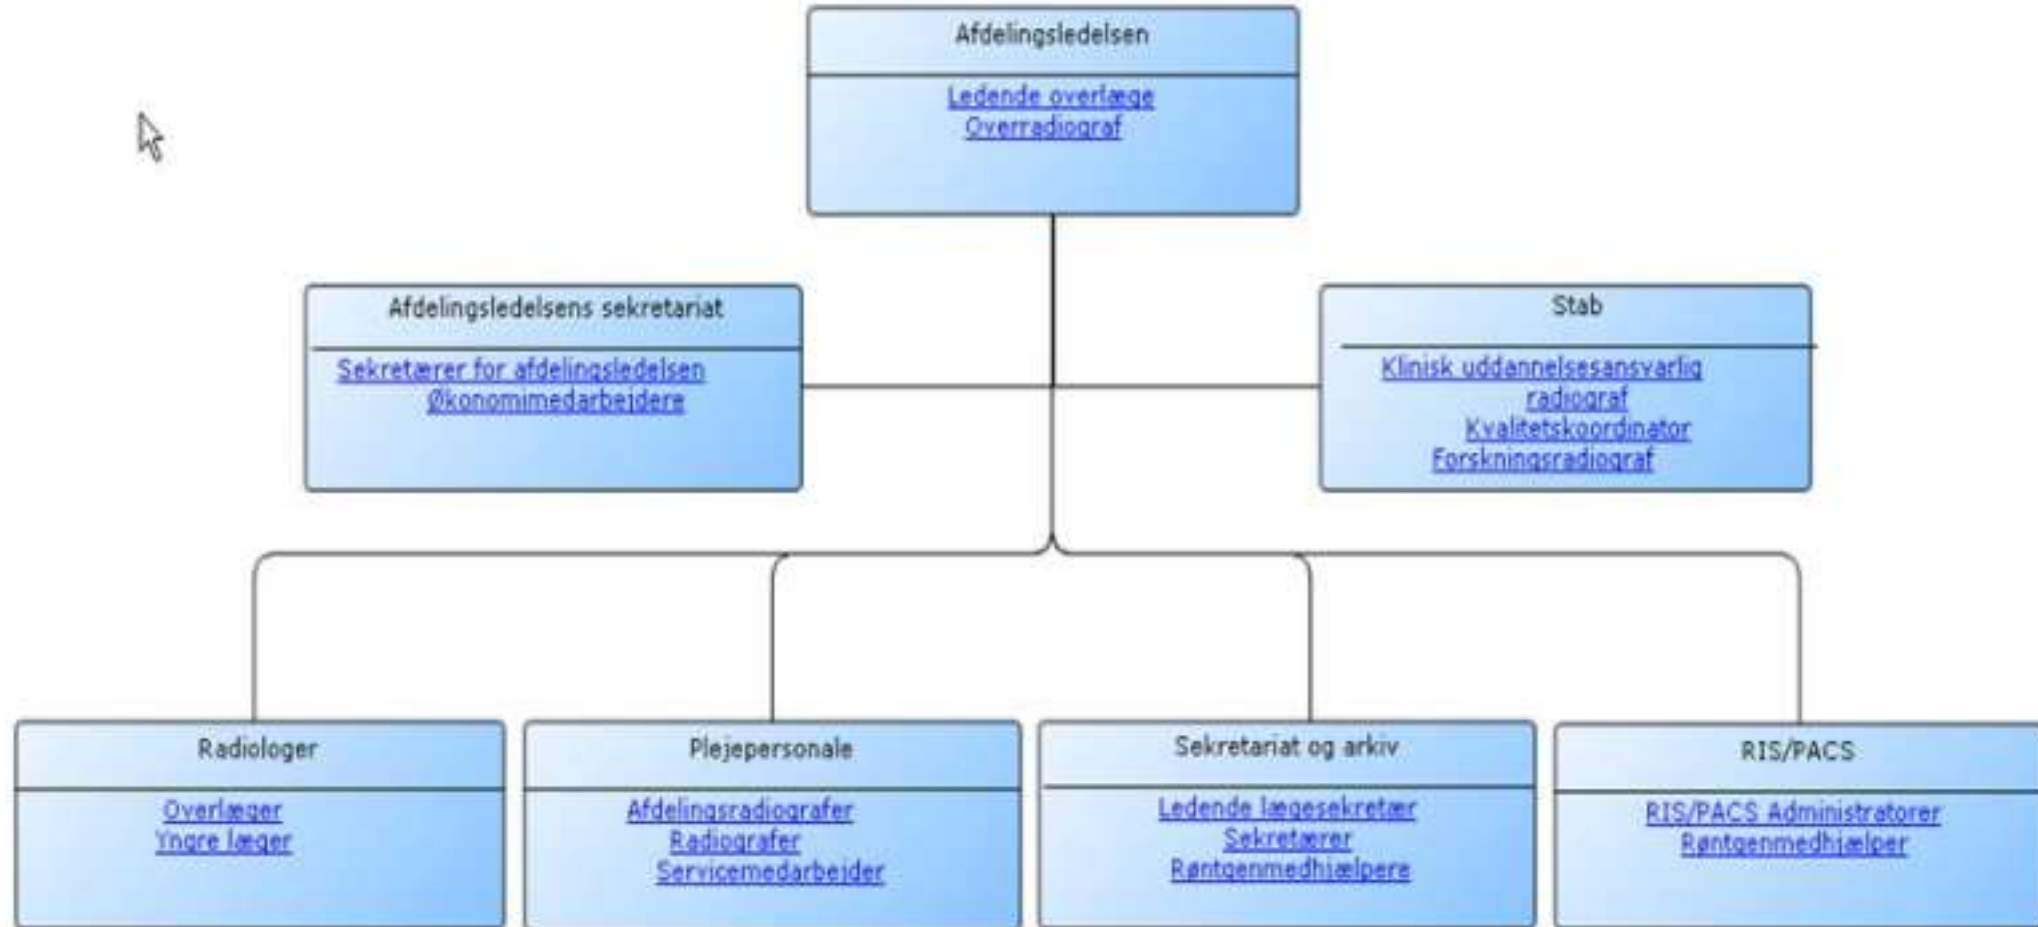 Afdelingsledelsen
Ledende overlæge
Overradiograf
Afdelingsledelsens sekretariat
Sekretærer for afdelingsledelsen
Økonomimedarbejdere
Stab
Klinisk uddannelsesansvarlig
radiograf
Kvalitetskoordinator
Forskningsradiograf
Radiologer
Overlæger
Yngre læger
Plejepersonale
Afdelingsradiografer
Radiografer
Servicemedarbejder
Sekretariat og arkiv
Ledende lægesekretær
Sekretærer
Røntgenmedhjælpere
RIS/PACS
RIS/PACS Administratorer
Røntgenmedhjælper